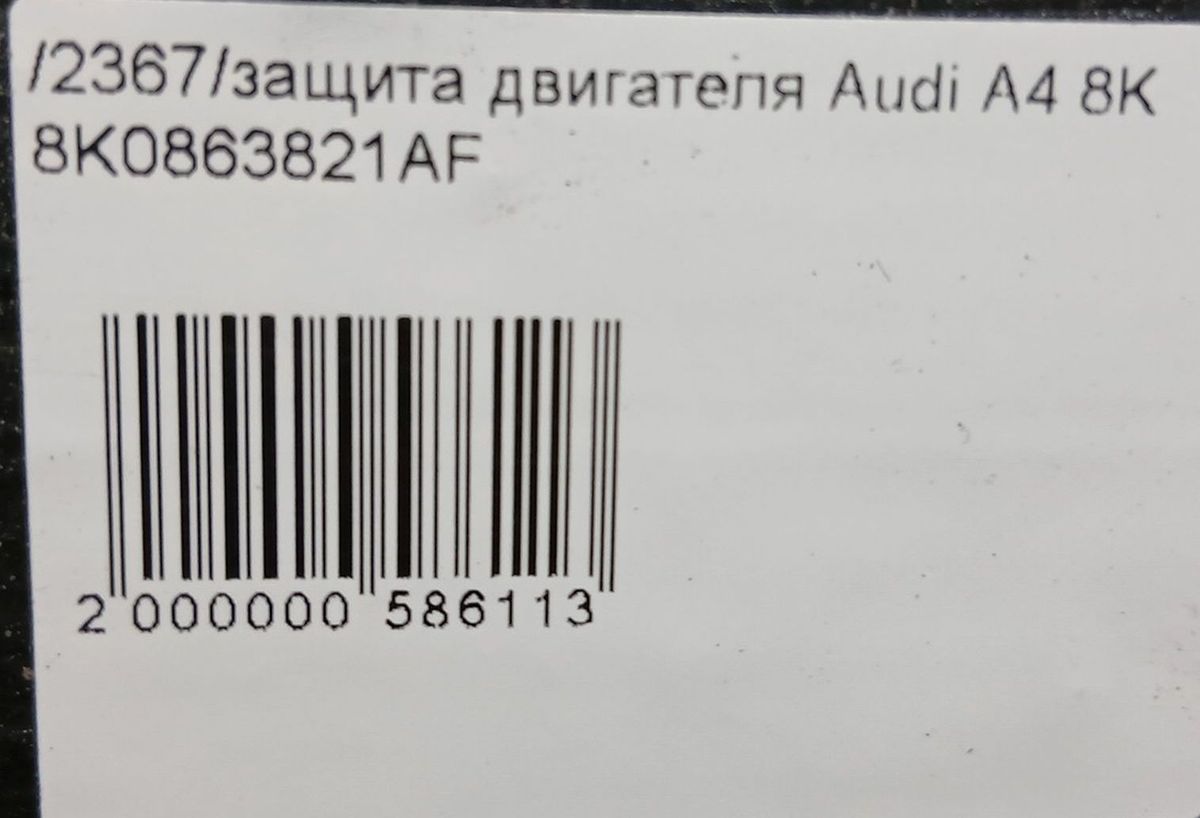 /2367/защита двигателя Audi A4 8K
8K0863821AF
2 000000 586113